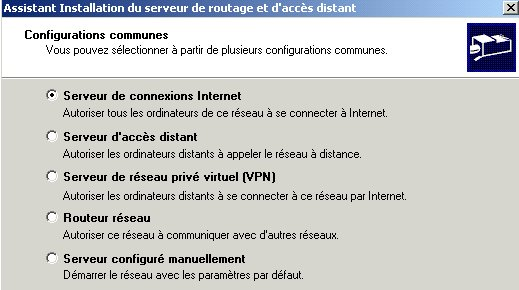 Assistant Installation du serveur de routage et d'accès distant
Configurations communes
Vous pouvez sélectionner à partir de plusieurs configurations communes.
Serveur de connexions Internet
Autoriser tous les ordinateurs de ce réseau à se connecter à Internet.
Serveur d'accès distant
Autoriser les ordinateurs distants à appeler le réseau à distance.
Serveur de réseau privé virtuel (VPN)
Autoriser les ordinateurs distants à se connecter à ce réseau par Internet.
Routeur réseau
Autoriser ce réseau à communiquer avec d'autres réseaux.
Serveur configuré manuellement
Démarrer le réseau avec les paramètres par défaut.